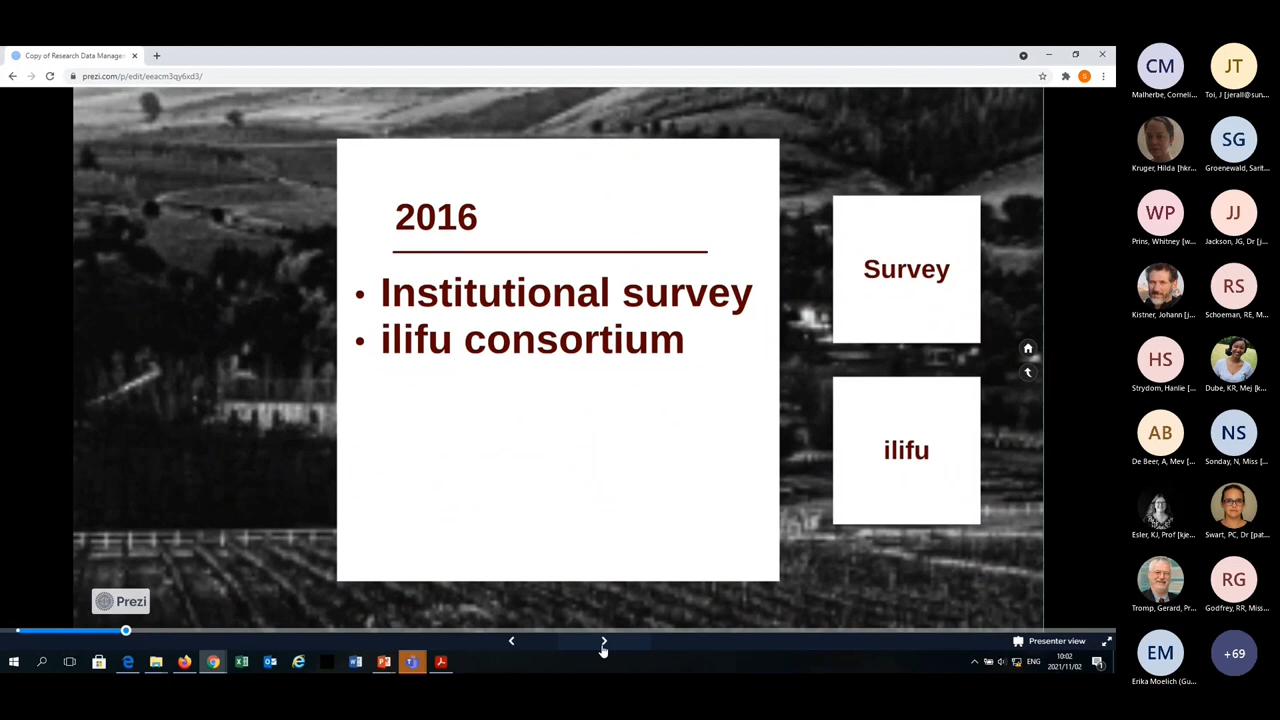 Copy of Research Data Manage
prezi.com/p/edit/eeacm3qy6xd3/
S
2016
• Institutional survey
• ilifu consortium
Survey
ilifu
Prezi
Presenter view
ENG
10:02
2021/11/02
CM
JT
Malherbe, Corneli...
Toi, J [jerall@sun...
SG
Kruger, Hilda [hkr...
Groenewald, Sarit...
WP
JJ
Prins, Whitney [w...
Jackson, JG, Dr [j...
RS
Kistner, Johann [j...
Schoeman, RE, M...
HS
Strydom, Hanlie [...
Dube, KR, Mej [k...
AB
NS
De Beer, A, Mev [...
Sonday, N, Miss [...
Esler, KJ, Prof [kje...
Swart, PC, Dr [pat...
RG
Tromp, Gerard, Pr...
Godfrey, RR, Miss...
EM
+69
Erika Moelich (Gu...